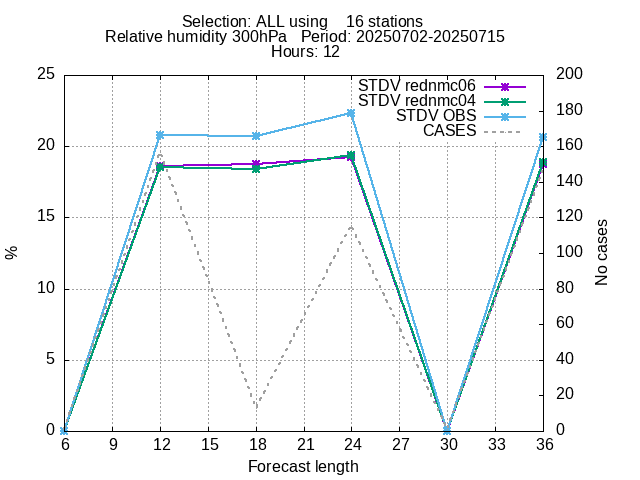 Selection: ALL using    16 stations
Relative humidity 300hPa   Period: 20250702-20250715
Hours: 12
STDV rednmc06
STDV rednmc04
STDV OBS
CASES
25
20
15
10
5
0
%
200
180
160
140
120
100
80
60
40
20
0
No cases
6 9 12 15 18 21 24 27 30 33 36
Forecast length